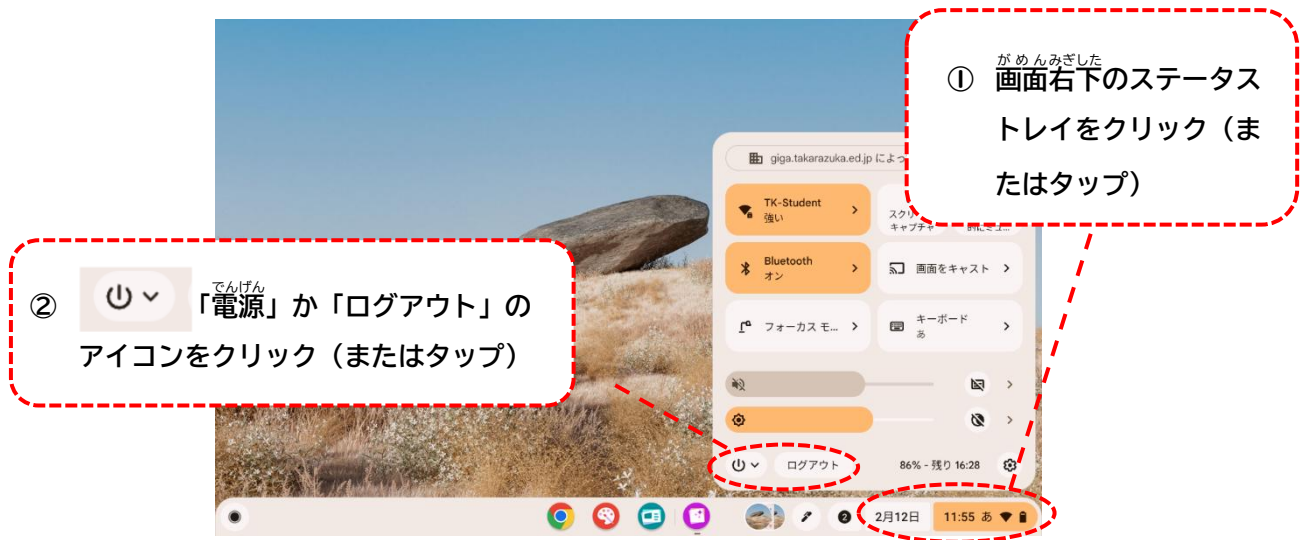 ① 画面右下のステータス
トレイをクリック（ま
たはタップ）
がめんみぎした
② 「電源」か「ログアウト」の
アイコンをクリック（またはタップ）
でんげん
giga.takarazuka.ed.jp によっ
TK-Student
強い
スクリ
キャプチャ
Bluetooth
オン
画面をキャスト
フォーカス モ...
キーボード
あ
ログアウト
86% - 残り 16:28
2
2月12日
11:55 あ